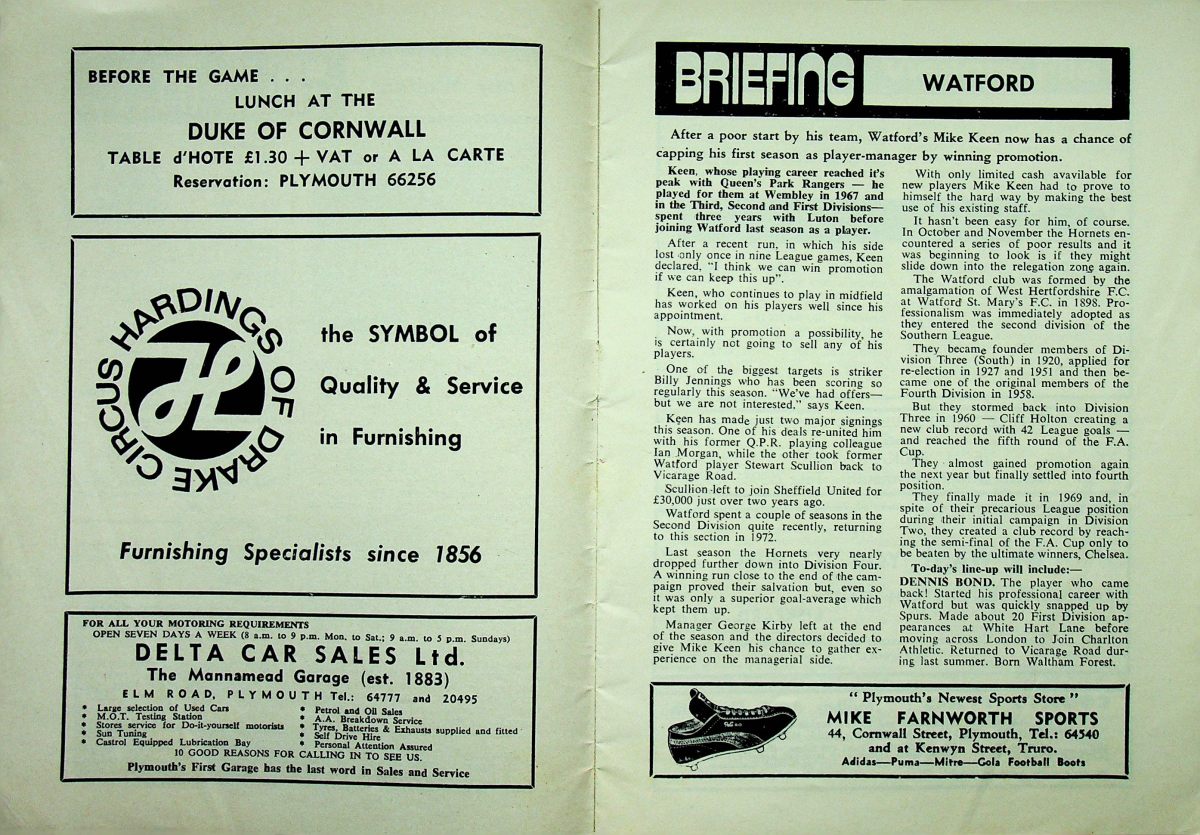 BEFORE THE GAME . . .
LUNCH AT THE
DUKE OF CORNWALL
TABLE d'HOTE £1.30 + VAT or A LA CARTE
Reservation: PLYMOUTH 66256
HARDINGS OF DRAKE CIRCUS
the SYMBOL of
Quality & Service
in Furnishing
Furnishing Specialists since 1856
FOR ALL YOUR MOTORING REQUIREMENTS
OPEN SEVEN DAYS A WEEK (8 a.m. to 9 p.m. Mon. to Sat.; 9 a.m. to 5 p.m. Sundays)
DELTA CAR SALES Ltd.
The Mannamead Garage (est. 1883)
ELM ROAD, PLYMOUTH Tel.: 64777 and 20495
* Large selection of Used Cars
* M.O.T. Testing Station
* Stores service for Do-it-yourself motorists
* Sun Tuning
* Castrol Equipped Lubrication Bay
* Petrol and Oil Sales
* A.A. Breakdown Service
* Tyres, Batteries & Exhausts supplied and fitted
* Self Drive Hire
* Personal Attention Assured
10 GOOD REASONS FOR CALLING IN TO SEE US.
Plymouth's First Garage has the last word in Sales and Service
BRIEFING
WATFORD
After a poor start by his team, Watford's Mike Keen now has a chance of
capping his first season as player-manager by winning promotion.
Keen, whose playing career reached it's
peak with Queen's Park Rangers — he
played for them at Wembley in 1967 and
in the Third, Second and First Divisions—
spent three years with Luton before
joining Watford last season as a player.
After a recent run, in which his side
lost only once in nine League games, Keen
declared, "I think we can win promotion
if we can keep this up".
Keen, who continues to play in midfield
has worked on his players well since his
appointment.
Now, with promotion a possibility, he
is certainly not going to sell any of his
players.
One of the biggest targets is striker
Billy Jennings who has been scoring so
regularly this season. "We've had offers—
but we are not interested," says Keen.
Keen has made just two major signings
this season. One of his deals re-united him
with his former Q.P.R. playing colleague
Ian Morgan, while the other took former
Watford player Stewart Scullion back to
Vicarage Road.
Scullion left to join Sheffield United for
£30,000 just over two years ago.
Watford spent a couple of seasons in the
Second Division quite recently, returning
to this section in 1972.
Last season the Hornets very nearly
dropped further down into Division Four.
A winning run close to the end of the cam-
paign proved their salvation but, even so
it was only a superior goal-average which
kept them up.
Manager George Kirby left at the end
of the season and the directors decided to
give Mike Keen his chance to gather ex-
perience on the managerial side.
With only limited cash avavilable for
new players Mike Keen had to prove to
himself the hard way by making the best
use of his existing staff.
It hasn't been easy for him, of course.
In October and November the Hornets en-
countered a series of poor results and it
was beginning to look is if they might
slide down into the relegation zong again.
The Watford club was formed by the
amalgamation of West Hertfordshire F.C.
at Watford St. Mary's F.C. in 1898. Pro-
fessionalism was immediately adopted as
they entered the second division of the
Southern League.
They became founder members of Di-
vision Three (South) in 1920, applied for
re-election in 1927 and 1951 and then be-
came one of the original members of the
Fourth Division in 1958.
But they stormed back into Division
Three in 1960 — Cliff Holton creating a
new club record with 42 League goals —
and reached the fifth round of the F.A.
Cup.
They almost gained promotion again
the next year but finally settled into fourth
position.
They finally made it in 1969 and, in
spite of their precarious League position
during their initial campaign in Division
Two, they created a club record by reach-
ing the semi-final of the F.A. Cup only to
be beaten by the ultimate winners, Chelsea.
To-day's line-up will include:—
DENNIS BOND. The player who came
back! Started his professional career with
Watford but was quickly snapped up by
Spurs. Made about 20 First Division ap-
pearances at White Hart Lane before
moving across London to Join Charlton
Athletic. Returned to Vicarage Road dur-
ing last summer. Born Waltham Forest.
"Plymouth's Newest Sports Store"
MIKE FARNWORTH SPORTS
44, Cornwall Street, Plymouth, Tel.: 64540
and at Kenwyn Street, Truro.
Adidas—Puma—Mitre—Gola Football Boots